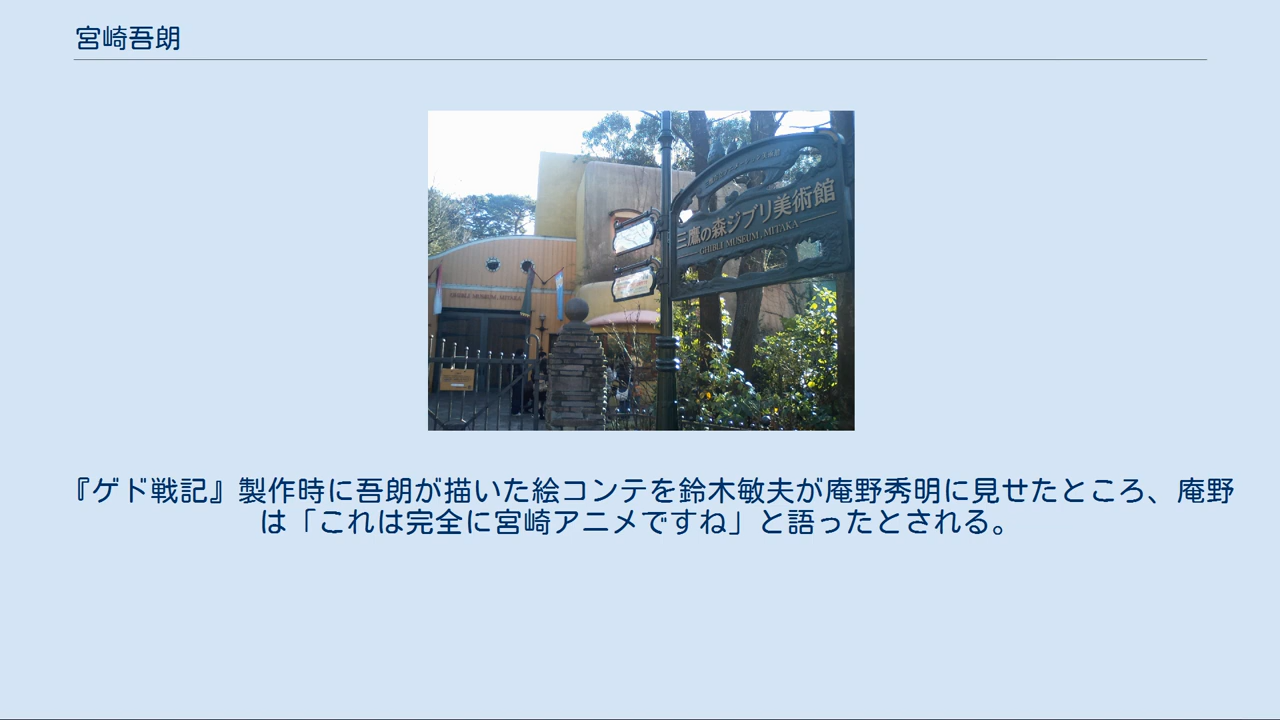 宮崎吾朗
三鷹の森ジブリ美術館
GHIBLI MUSEUM, MITAKA
GHIBLI MUSEUM, MITAKA
『ゲド戦記』製作時に吾朗が描いた絵コンテを鈴木敏夫が庵野秀明に見せたところ、庵野
は「これは完全に宮崎アニメですね」と語ったとされる。